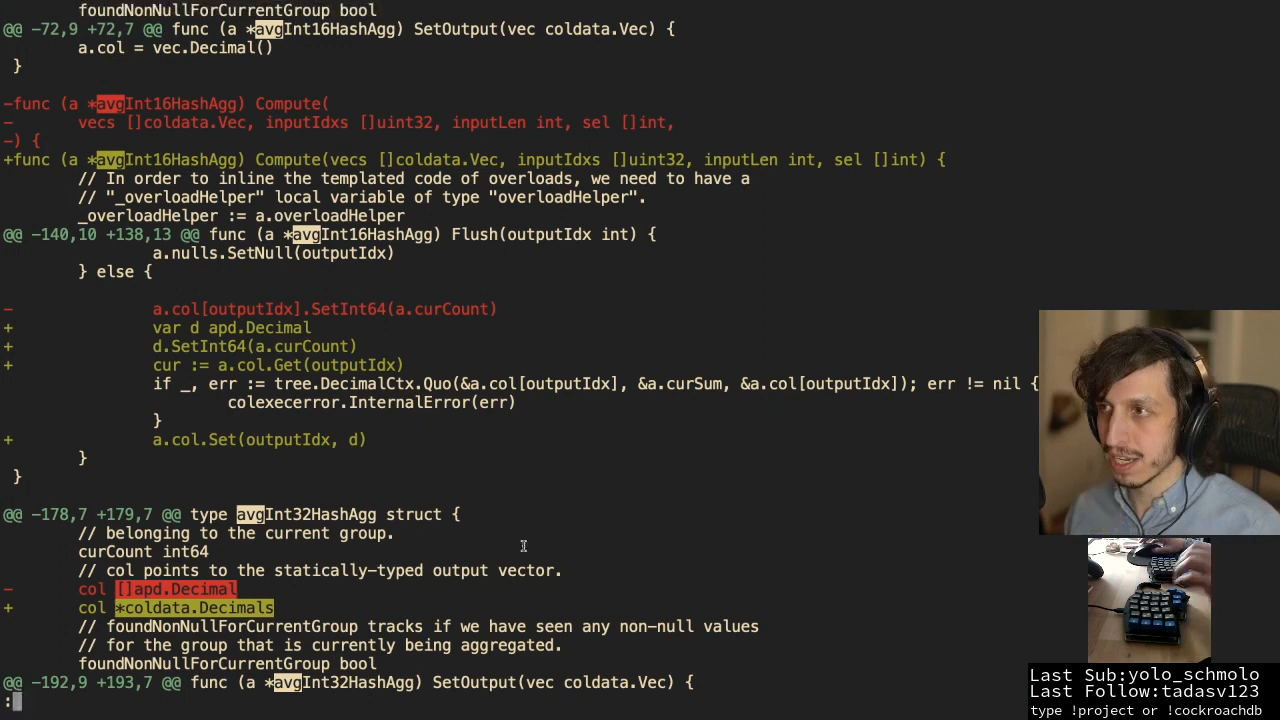 foundNonNullForCurrentGroup bool
@@ -72,9 +72,7 @@ func (a *avgInt16HashAgg) SetOutput(vec coldata.Vec) {
        a.col = vec.Decimal()
 }

-func (a *avgInt16HashAgg) Compute(
-       vecs []coldata.Vec, inputIdxs []uint32, inputLen int, sel []int,
-) {
+func (a *avgInt16HashAgg) Compute(vecs []coldata.Vec, inputIdxs []uint32, inputLen int, sel []int) {
        // In order to inline the templated code of overloads, we need to have a
        // "_overloadHelper" local variable of type "overloadHelper".
        _overloadHelper := a.overloadHelper
@@ -140,10 +138,13 @@ func (a *avgInt16HashAgg) Flush(outputIdx int) {
                a.nulls.SetNull(outputIdx)
        } else {

-               a.col[outputIdx].SetInt64(a.curCount)
+               var d apd.Decimal
+               d.SetInt64(a.curCount)
+               cur := a.col.Get(outputIdx)
                if _, err := tree.DecimalCtx.Quo(&a.col[outputIdx], &a.curSum, &a.col[outputIdx]); err != nil {
                        colexecerror.InternalError(err)
                }
+               a.col.Set(outputIdx, d)
        }
 }

@@ -178,7 +179,7 @@ type avgInt32HashAgg struct {
        // belonging to the current group.
        curCount int64
        // col points to the statically-typed output vector.
-       col []apd.Decimal
+       col *coldata.Decimals
        // foundNonNullForCurrentGroup tracks if we have seen any non-null values
        // for the group that is currently being aggregated.
        foundNonNullForCurrentGroup bool
@@ -192,9 +193,7 @@ func (a *avgInt32HashAgg) SetOutput(vec coldata.Vec) {
:
Last Sub:yolo_schmolo
Last Follow:tadasv123
type !project or !cockroachdb